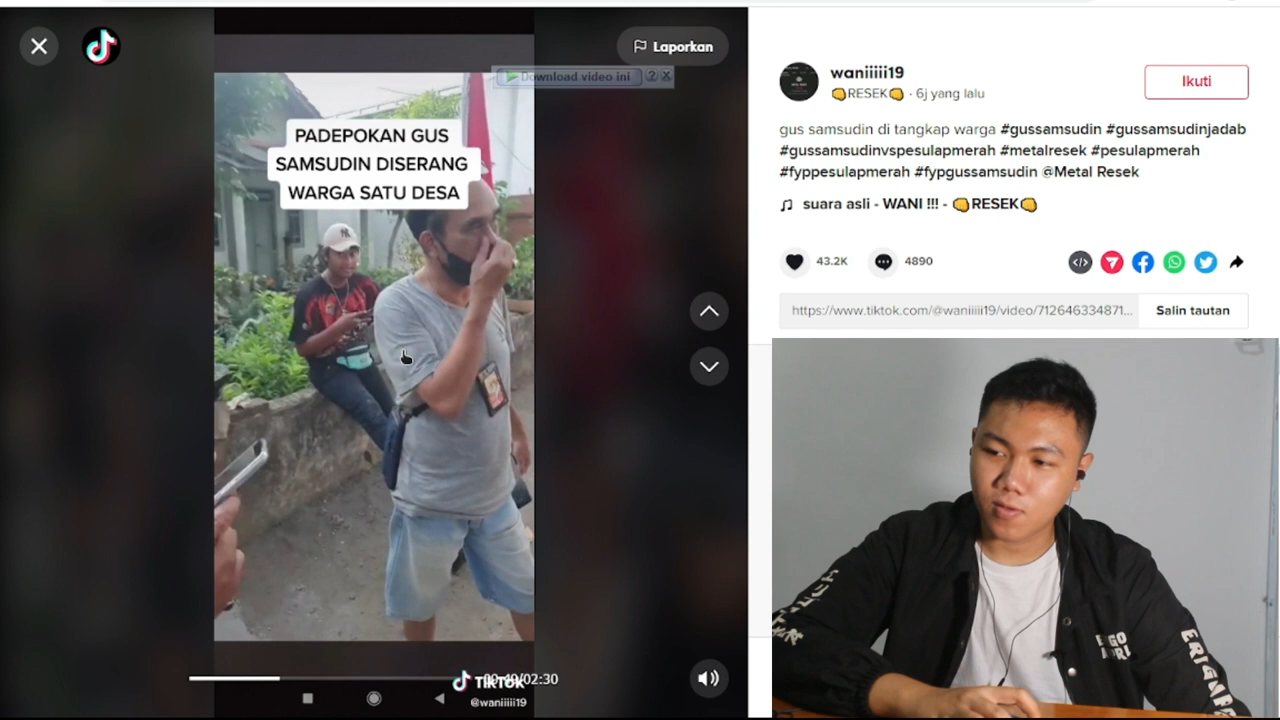 Laporkan
Download video ini
PADEPOKAN GUS
SAMSUDIN DISERANG
WARGA SATU DESA
02:30
TikTok
@waniiiii19
waniiiii19
👊RESEK👊 · 6j yang lalu
Ikuti
gus samsudin di tangkap warga #gussamsudin #gussamsudinjadab
#gussamsudinvspesulapmerah #metalresek #pesulapmerah
#fyppesulapmerah #fypgussamsudin @Metal Resek
suara asli - WANI !!! - 👊RESEK👊
43.2K
4890
https://www.tiktok.com/@waniiiii19/video/712646334871...
Salin tautan